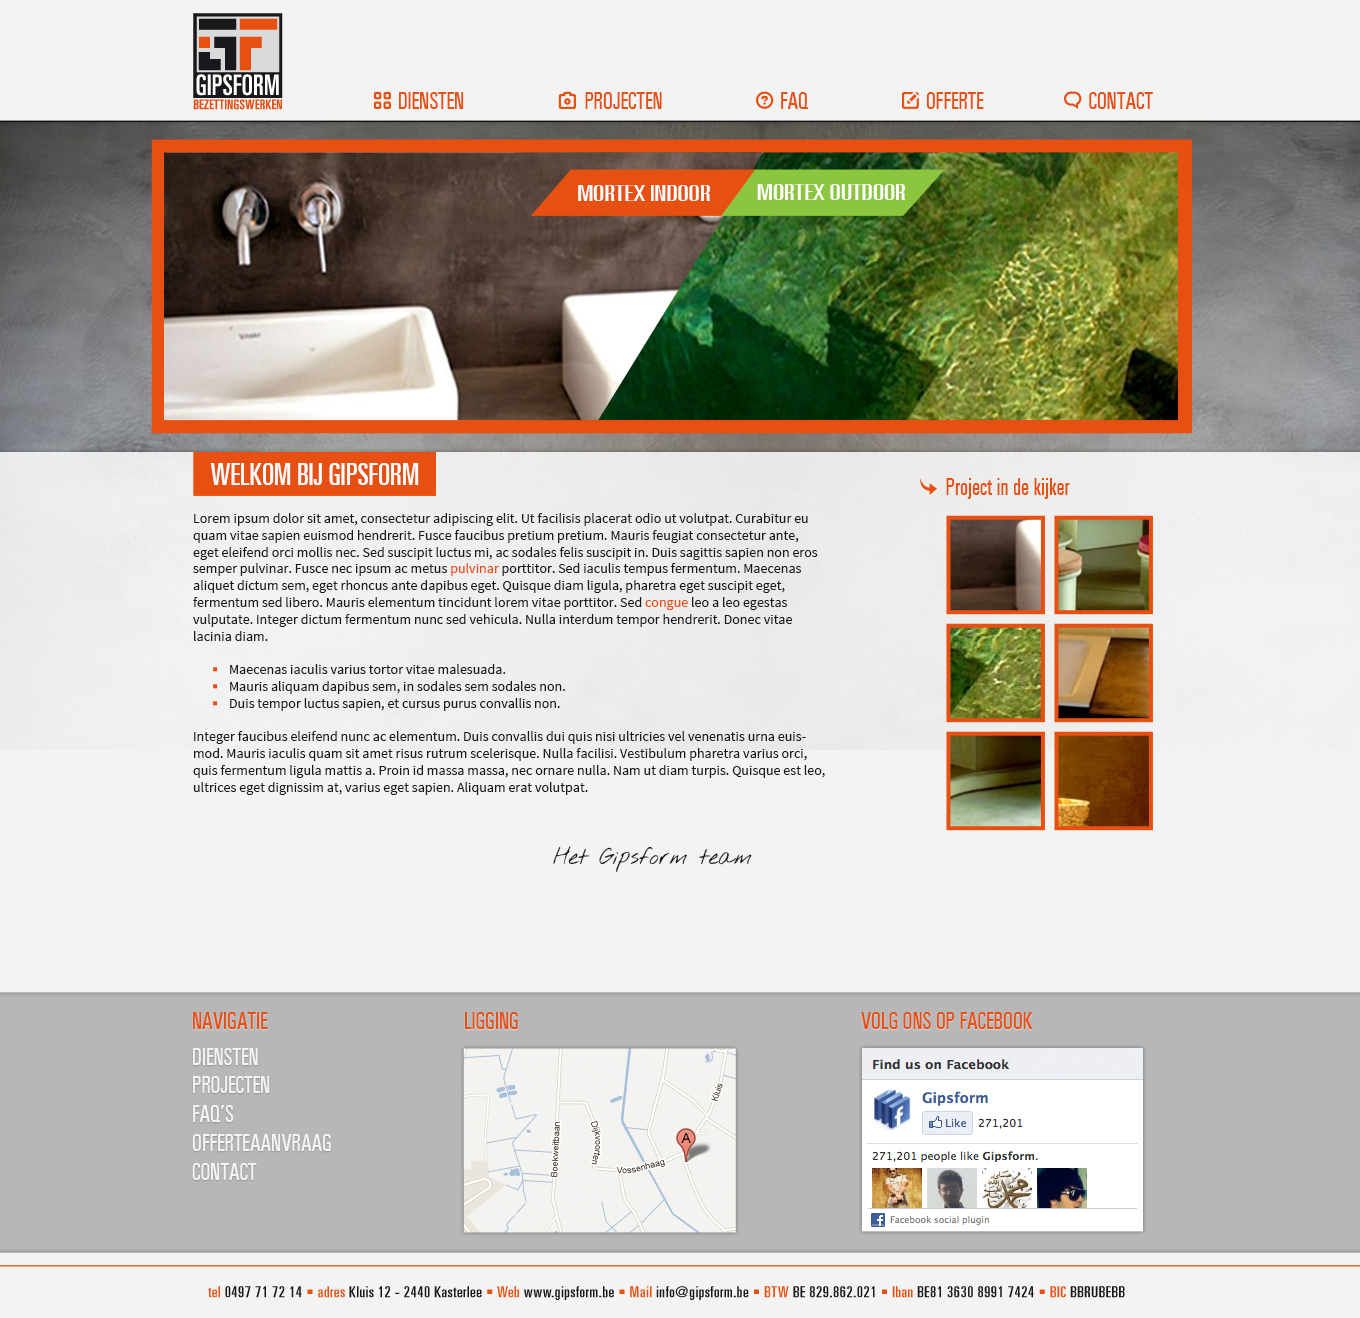 GIPSFORM
BEZETTINGSWERKEN
DIENSTEN
PROJECTEN
FAQ
OFFERTE
CONTACT
MORTEX INDOOR
MORTEX OUTDOOR
WELKOM BIJ GIPSFORM
Lorem ipsum dolor sit amet, consectetur adipiscing elit. Ut facilisis placerat odio ut volutpat. Curabitur eu
quam vitae sapien euismod hendrerit. Fusce faucibus pretium pretium. Mauris feugiat consectetur ante,
eget eleifend orci mollis nec. Sed suscipit luctus mi, ac sodales felis suscipit in. Duis sagittis sapien non eros
semper pulvinar. Fusce nec ipsum ac metus pulvinar porttitor. Sed iaculis tempus fermentum. Maecenas
aliquet dictum sem, eget rhoncus ante dapibus eget. Quisque diam ligula, pharetra eget suscipit eget,
fermentum sed libero. Mauris elementum tincidunt lorem vitae porttitor. Sed congue leo a leo egestas
vulputate. Integer dictum fermentum nunc sed vehicula. Nulla interdum tempor hendrerit. Donec vitae
lacinia diam.
Maecenas iaculis varius tortor vitae malesuada.
Mauris aliquam dapibus sem, in sodales sem sodales non.
Duis tempor luctus sapien, et cursus purus convallis non.
Integer faucibus eleifend nunc ac elementum. Duis convallis dui quis nisi ultricies vel venenatis urna euis-
mod. Mauris iaculis quam sit amet risus rutrum scelerisque. Nulla facilisi. Vestibulum pharetra varius orci,
quis fermentum ligula mattis a. Proin id massa massa, nec ornare nulla. Nam ut diam turpis. Quisque est leo,
ultrices eget dignissim at, varius eget sapien. Aliquam erat volutpat.
Het Gipsform team
Project in de kijker
NAVIGATIE
DIENSTEN
PROJECTEN
FAQ'S
OFFERTEAANVRAAG
CONTACT
LIGGING
Boekweitbaan
Dijkvoorten
Vossenhaag
Kluis
A
VOLG ONS OP FACEBOOK
Find us on Facebook
Gipsform
Like 271,201
271,201 people like Gipsform.
Facebook social plugin
tel 0497 71 72 14 ▪ adres Kluis 12 - 2440 Kasterlee ▪ Web www.gipsform.be ▪ Mail info@gipsform.be ▪ BTW BE 829.862.021 ▪ Iban BE81 3630 8991 7424 ▪ BIC BBRUBEBB